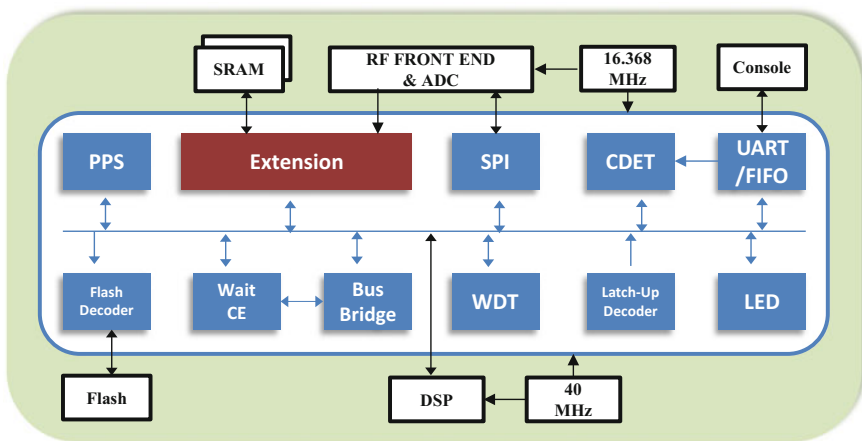 SRAM
RF FRONT END
& ADC
16.368
MHz
Console
PPS
Extension
SPI
CDET
UART
/FIFO
Flash
Decoder
Wait
CE
Bus
Bridge
WDT
Latch-Up
Decoder
LED
Flash
DSP
40
MHz